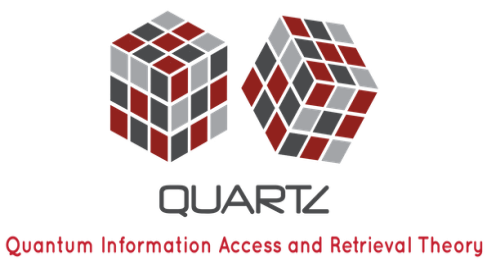 QUARTZ
Quantum Information Access and Retrieval Theory